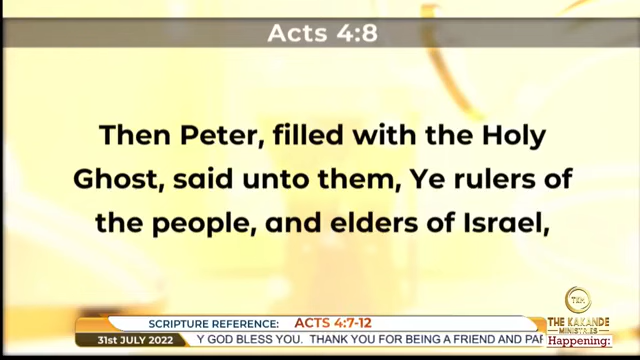 Acts 4:8
Then Peter, filled with the Holy
Ghost, said unto them, Ye rulers of
the people, and elders of Israel,
TKM
THE KAKANDE
MINISTRIES
Happening:
SCRIPTURE REFERENCE: ACTS 4:7-12
31st JULY 2022 Y GOD BLESS YOU. THANK YOU FOR BEING A FRIEND AND PAR